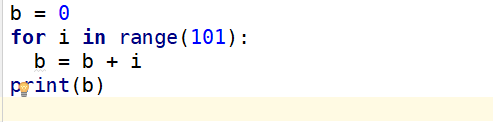 b = 0
for i in range(101):
  b = b + i
print(b)